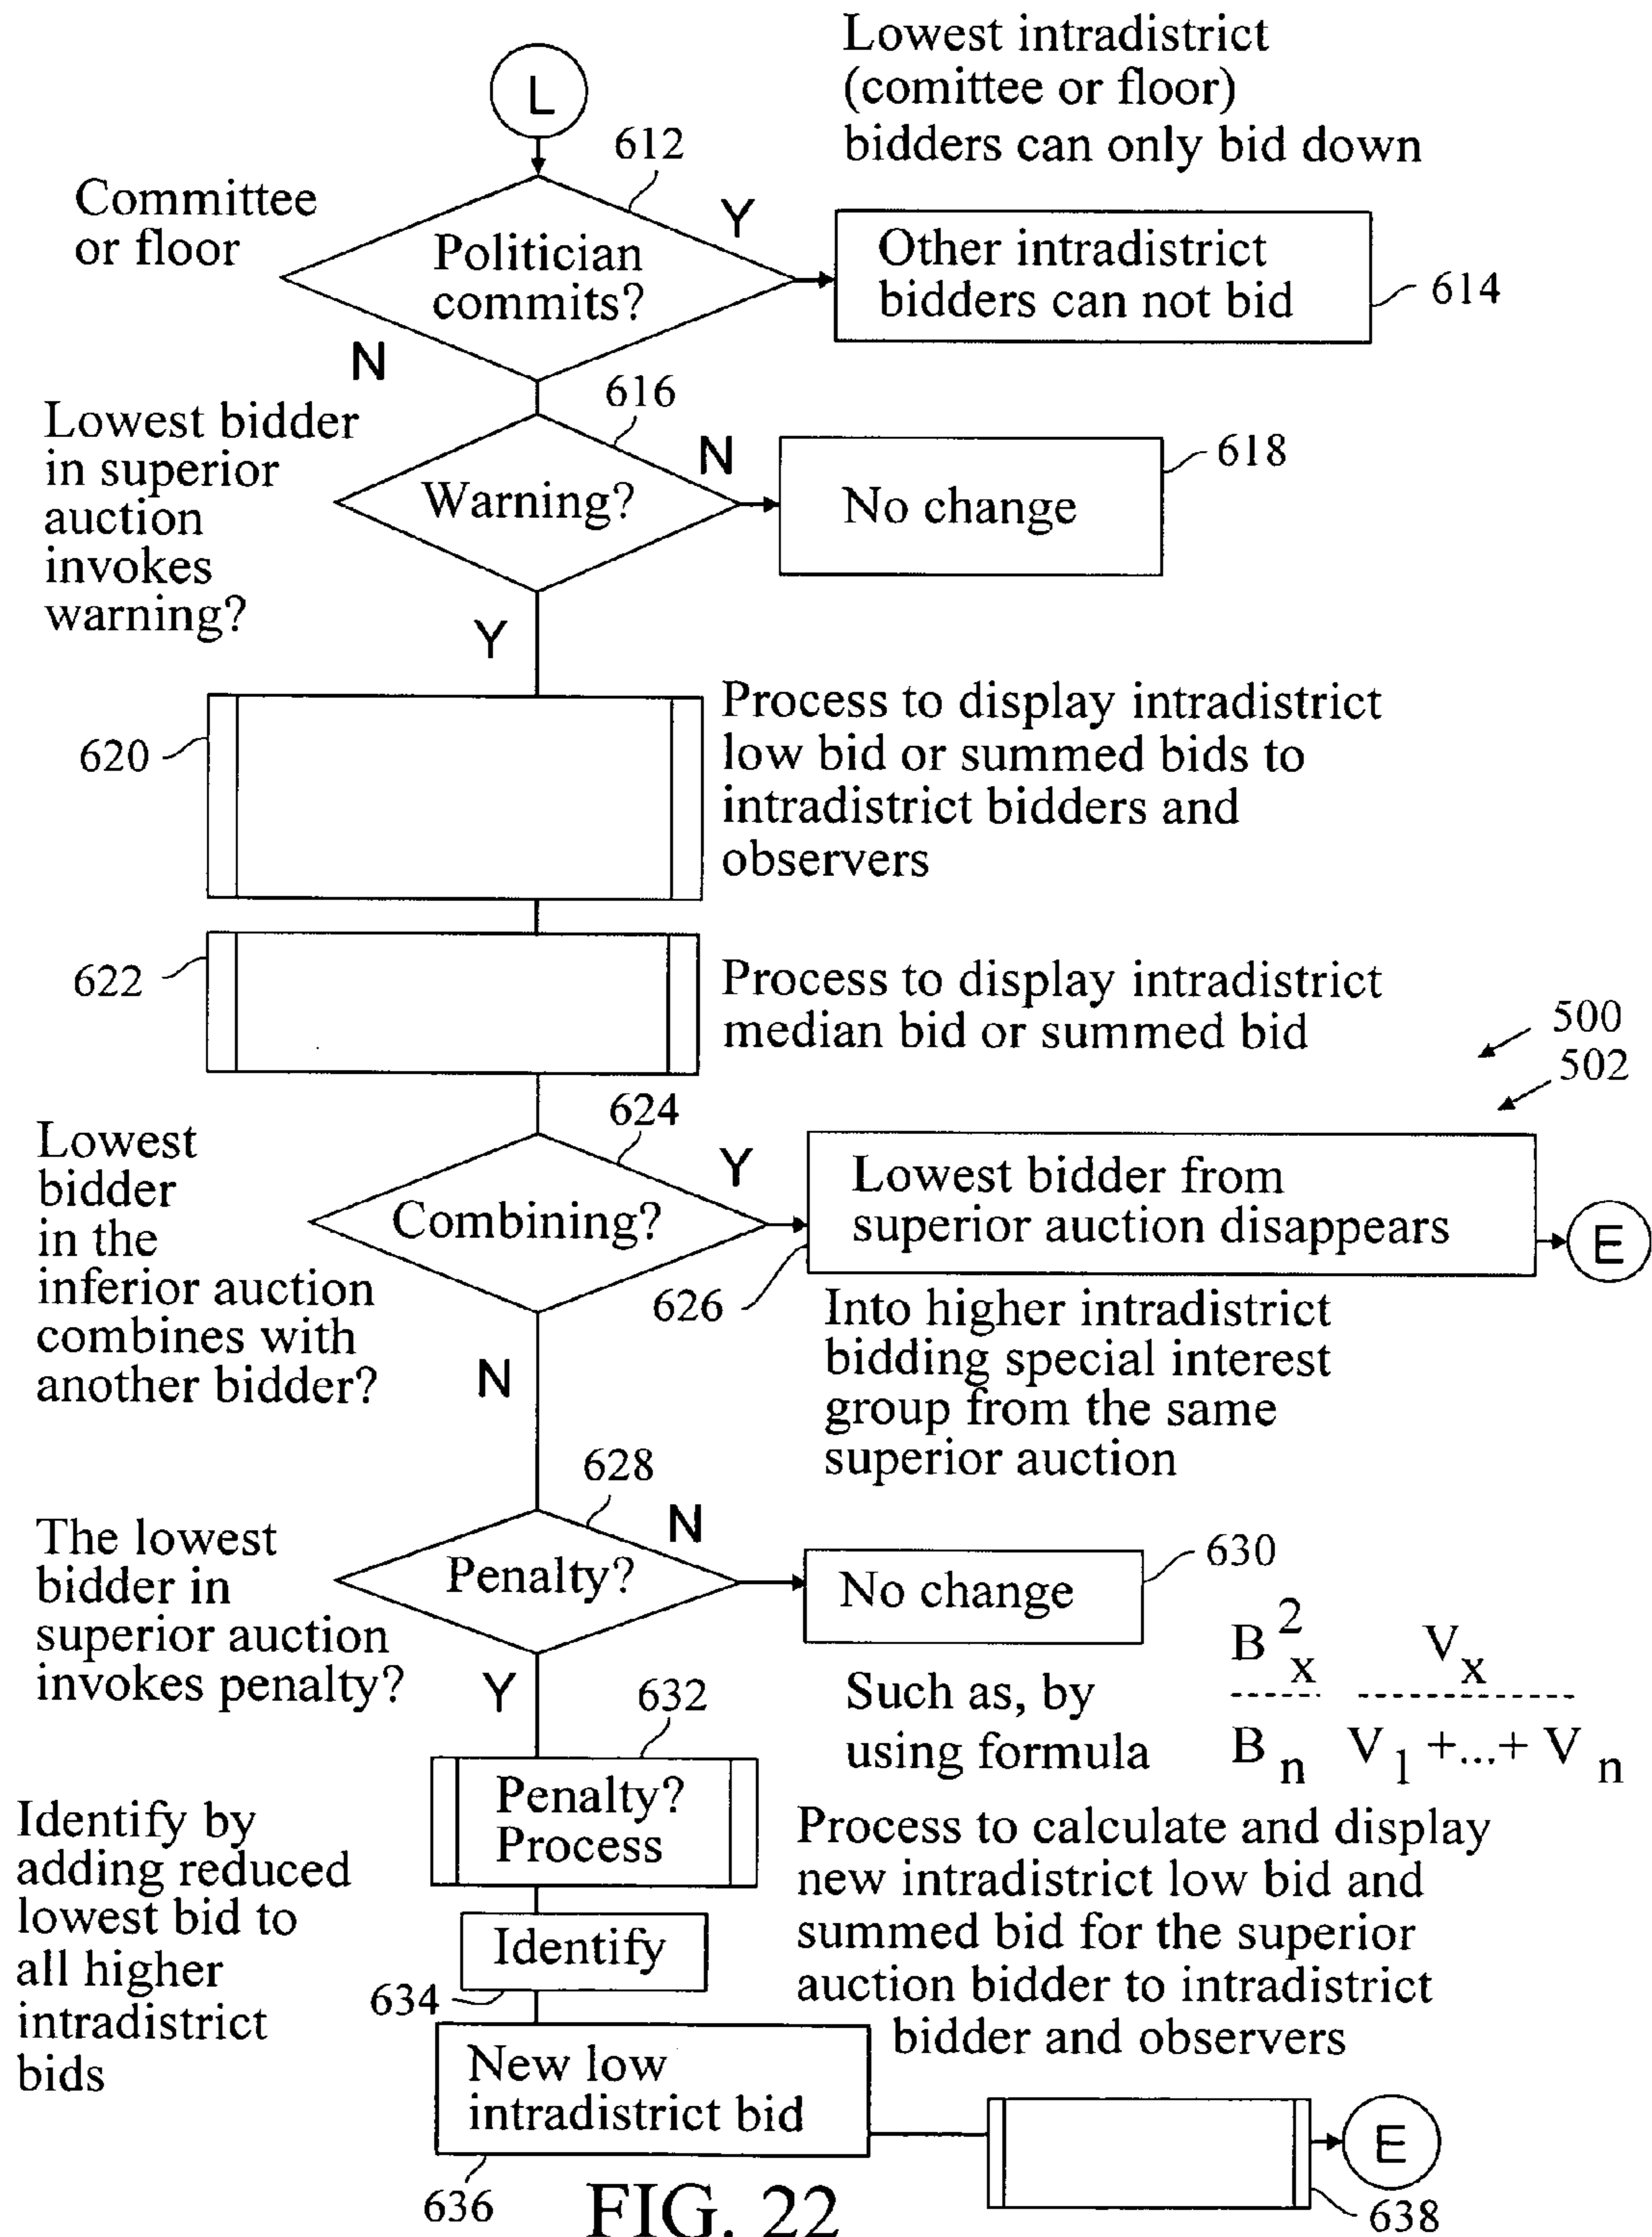 L
Lowest intradistrict
(comittee or floor)
bidders can only bid down
612
Committee
or floor
Politician
commits?
Y
Other intradistrict
bidders can not bid
614
N
616
Lowest bidder
in superior
auction
invokes
warning?
Warning?
N
No change
618
Y
620
Process to display intradistrict
low bid or summed bids to
intradistrict bidders and
observers
622
Process to display intradistrict
median bid or summed bid
500
502
624
Lowest
bidder
in the
inferior auction
combines with
another bidder?
Combining?
Y
Lowest bidder from
superior auction disappears
E
626
Into higher intradistrict
bidding special interest
group from the same
superior auction
N
628
The lowest
bidder in
superior auction
invokes penalty?
Penalty?
N
No change
630
Y
632
Such as, by
using formula
B 2 x V x
B n V 1 +...+ V n
Penalty?
Process
Identify by
adding reduced
lowest bid to
all higher
intradistrict
bids
Process to calculate and display
new intradistrict low bid and
summed bid for the superior
auction bidder to intradistrict
bidder and observers
Identify
634
New low
intradistrict bid
636
E
638
FIG. 22